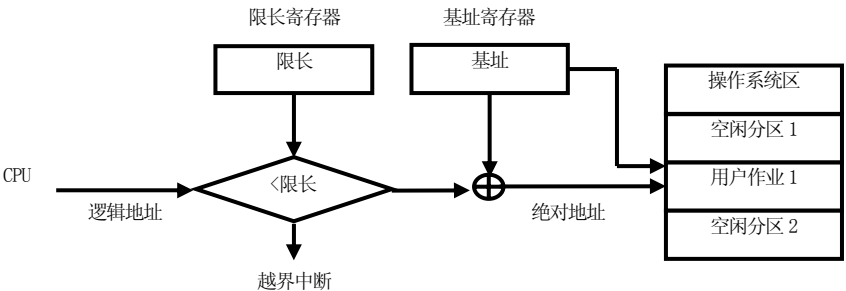 限长寄存器
基址寄存器
限长
基址
操作系统区
空闲分区 1
CPU
<限长
用户作业 1
逻辑地址
绝对地址
空闲分区 2
越界中断